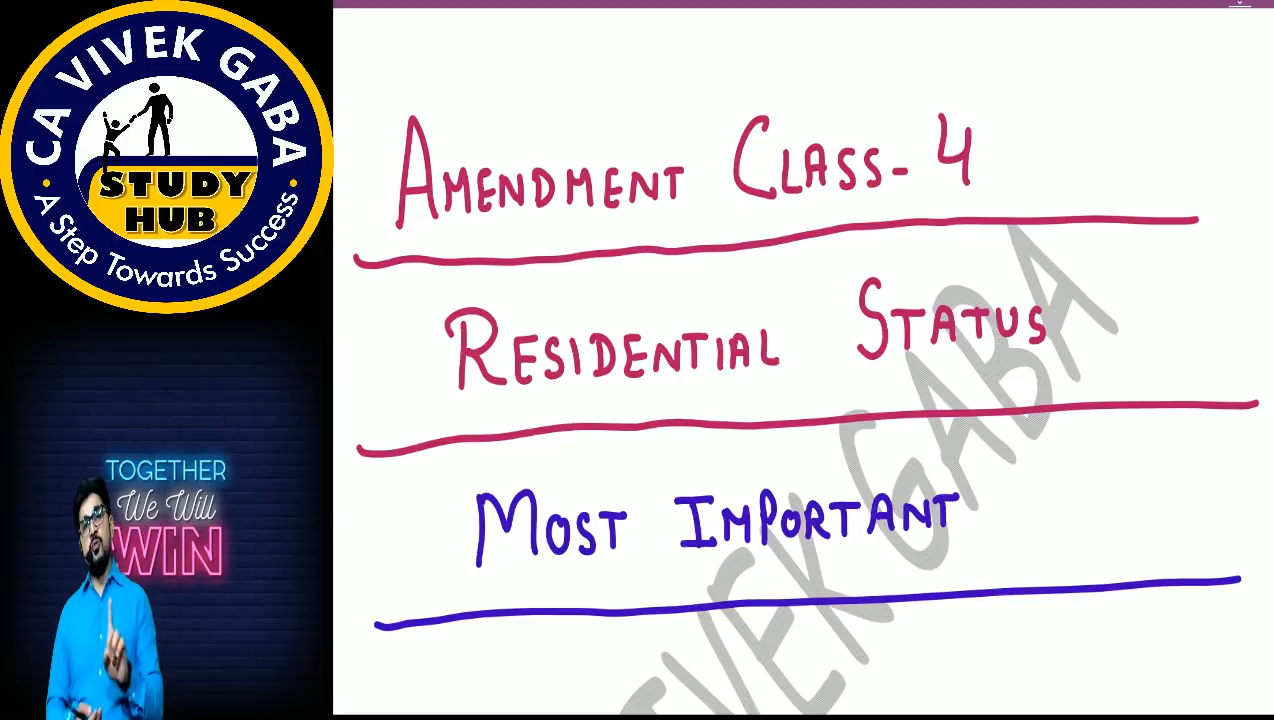 CA VIVEK GABA
STUDY
HUB
• A Step Towards Success •
AMENDMENT CLASS-4
RESIDENTIAL STATUS
MOST IMPORTANT
TOGETHER
We Will
WIN
VIVEK GABA